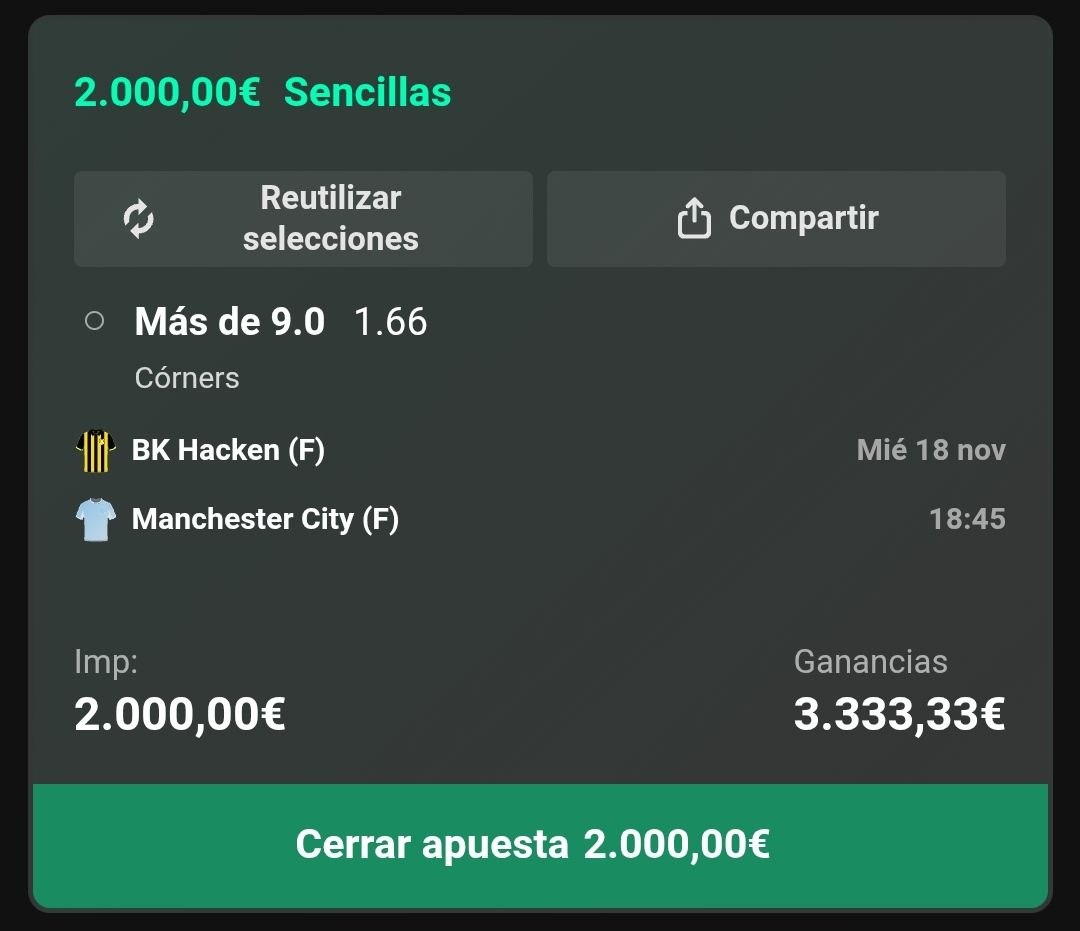 2.000,00€ Sencillas
Reutilizar
selecciones
Compartir
Más de 9.0 1.66
Córners
BK Hacken (F)
Mié 18 nov
Manchester City (F)
18:45
Imp:
Ganancias
2.000,00€
3.333,33€
Cerrar apuesta 2.000,00€